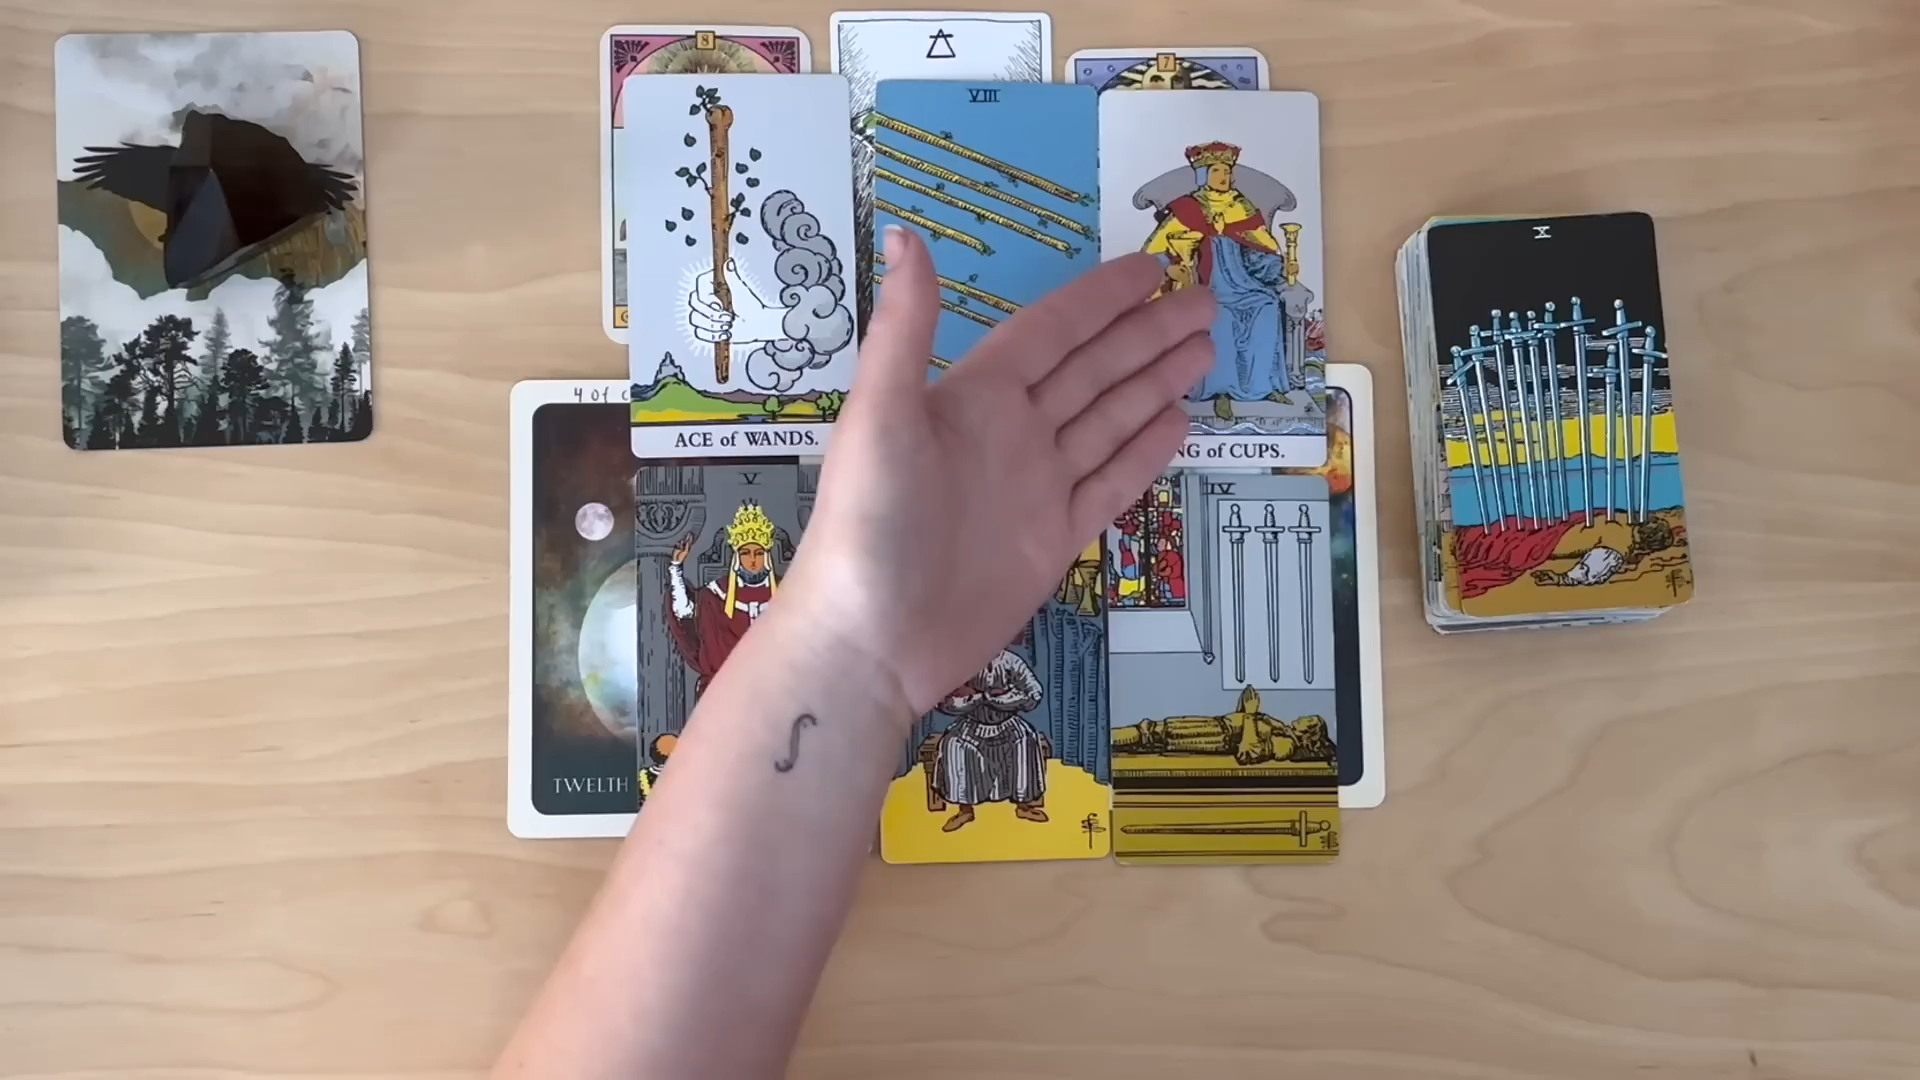 8
7
VIII
X
4 of c
ACE of WANDS.
NG of CUPS.
V
IV
TWELTH